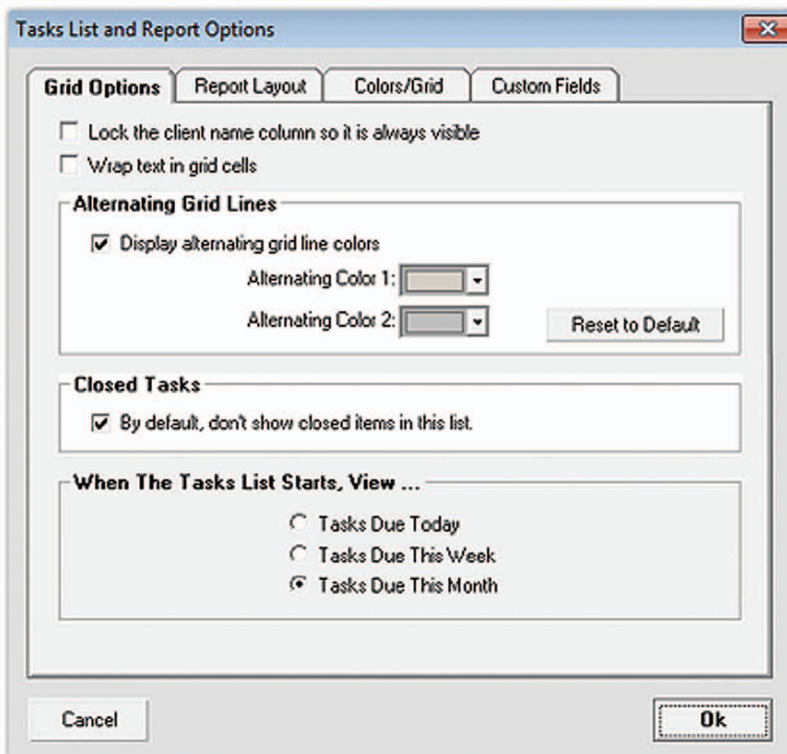 Tasks List and Report Options
Grid Options Report Layout Colors/Grid Custom Fields
Lock the client name column so it is always visible
Wrap text in grid cells
Alternating Grid Lines
Display alternating grid line colors
Alternating Color 1:
Alternating Color 2:
Reset to Default
Closed Tasks
By default, don't show closed items in this list.
When The Tasks List Starts, View ...
Tasks Due Today
Tasks Due This Week
Tasks Due This Month
Cancel Ok